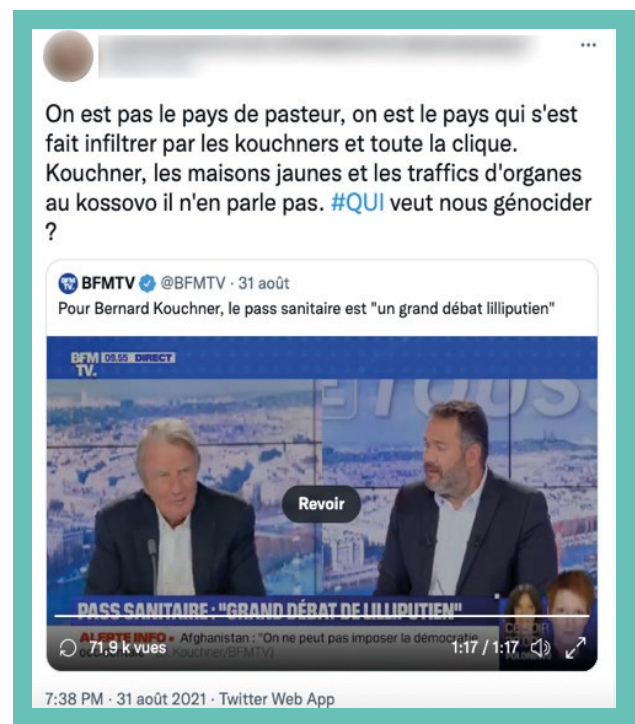 On est pas le pays de pasteur, on est le pays qui s'est
fait infiltrer par les kouchners et toute la clique.
Kouchner, les maisons jaunes et les traffics d'organes
au kossovo il n'en parle pas. #QUI veut nous génocider
?
BFMTV @BFMTV · 31 août
Pour Bernard Kouchner, le pass sanitaire est "un grand débat lilliputien"
BFM 09.55 DIRECT
TV.
Revoir
PASS SANITAIRE : "GRAND DÉBAT DE LILLIPUTIEN"
ALERTE INFO • Afghanistan : "On ne peut pas imposer la démocratie
Kouchner/BFMTV)
CE SOIR
71,9 k vues
1:17 / 1:17
7:38 PM · 31 août 2021 · Twitter Web App